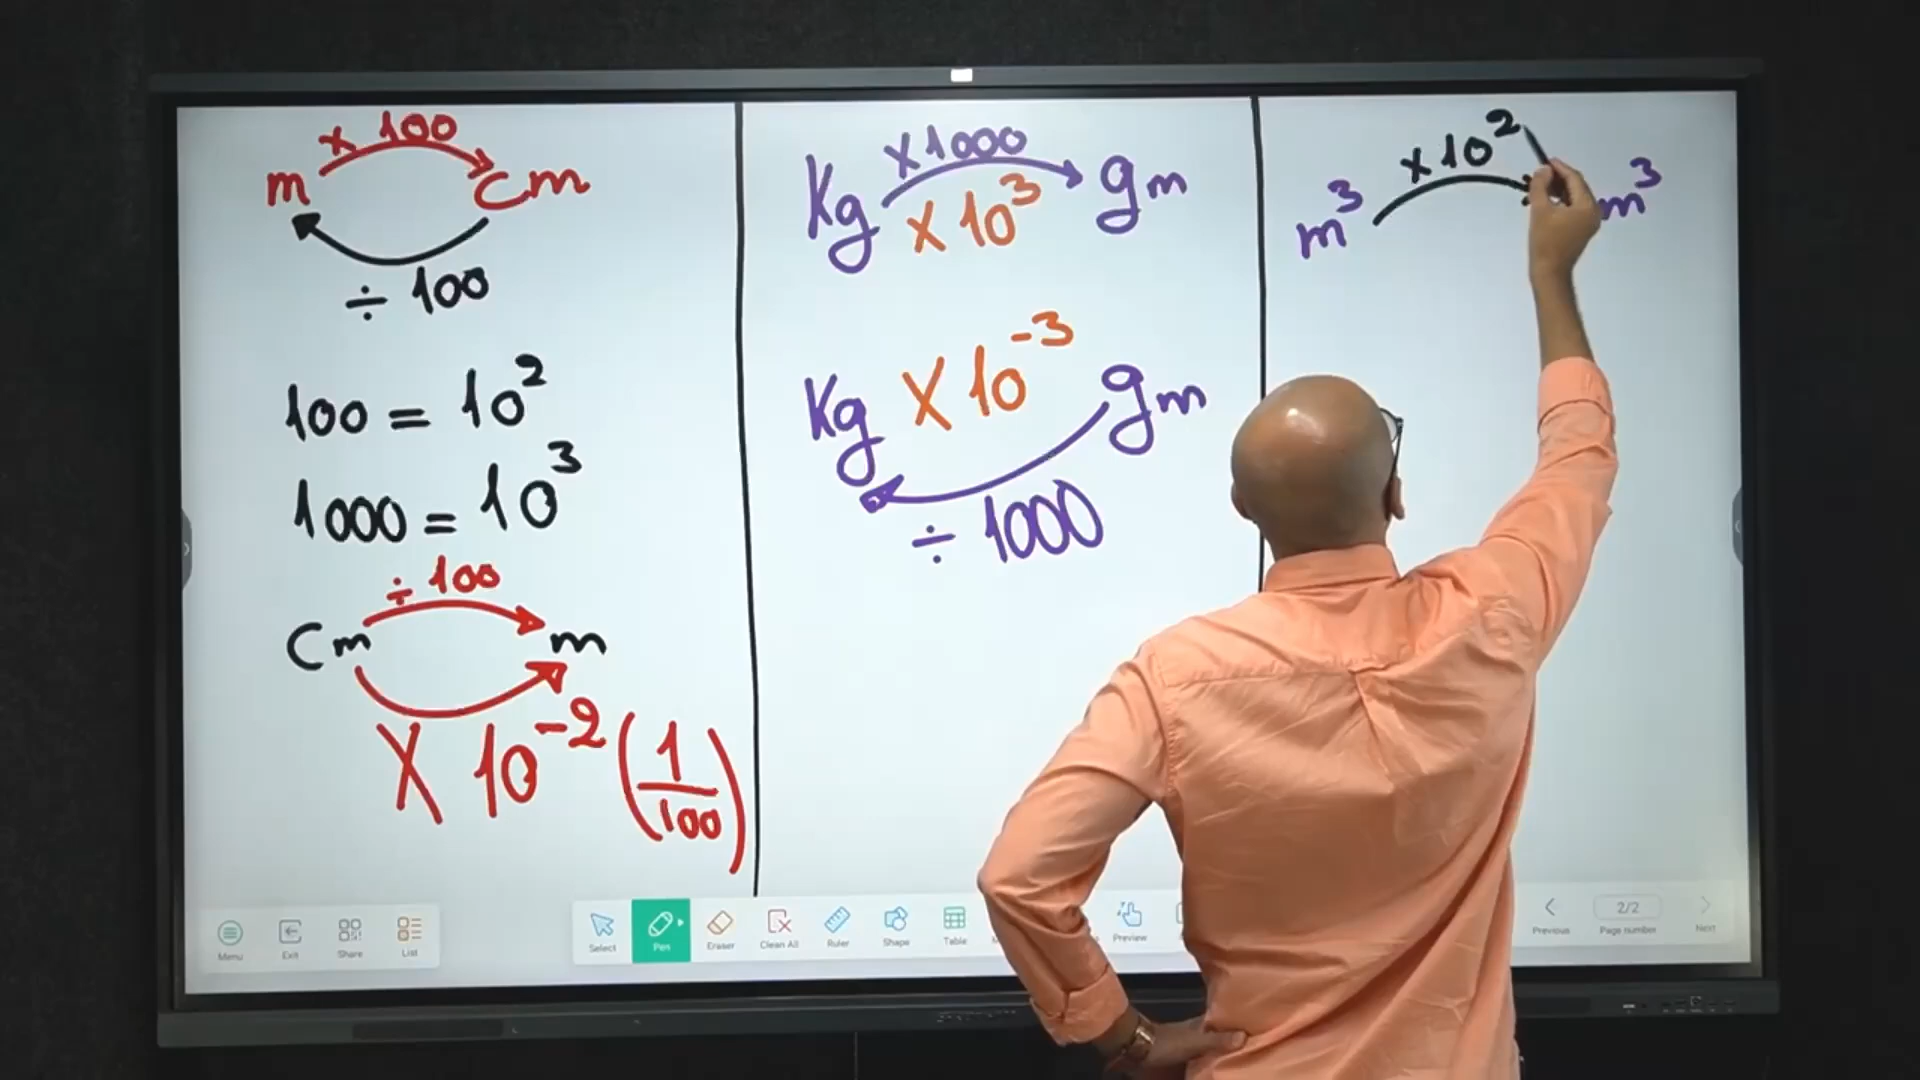 × 100
m cm
÷ 100
100 = 10²
1000 = 10³
÷ 100
Cm m
× 10⁻² (1/100)
×1000
Kg gm
× 10³
Kg × 10⁻³ gm
÷ 1000
×10²
m³ m³
Menu Exit Share List
Select Pen Eraser Clean All Ruler Shape Table Preview
2/2
Previous Page number Next